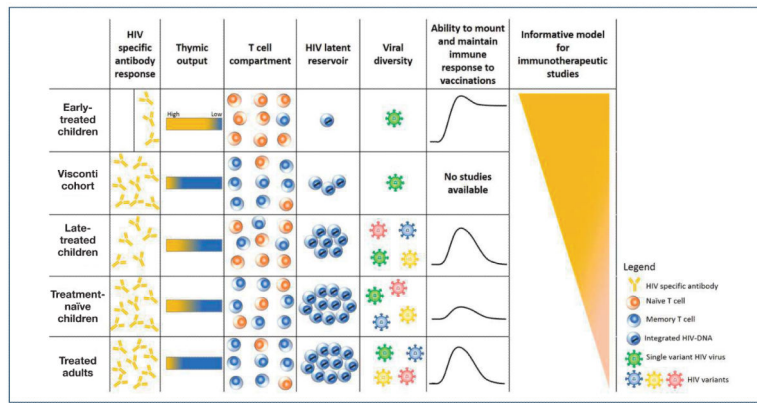 HIV
specific
antibody
response
Thymic
output
T cell
compartment
HIV latent
reservoir
Viral
diversity
Ability to mount
and maintain
immune
response to
vaccinations
Informative model
for
immunotherapeutic
studies
Early-
treated
children
High
Low
Visconti
cohort
No studies
available
Late-
treated
children
Treatment-
naïve
children
Treated
adults
Legend
HIV specific antibody
Naive T cell
Memory T cell
Integrated HIV-DNA
Single variant HIV virus
HIV variants